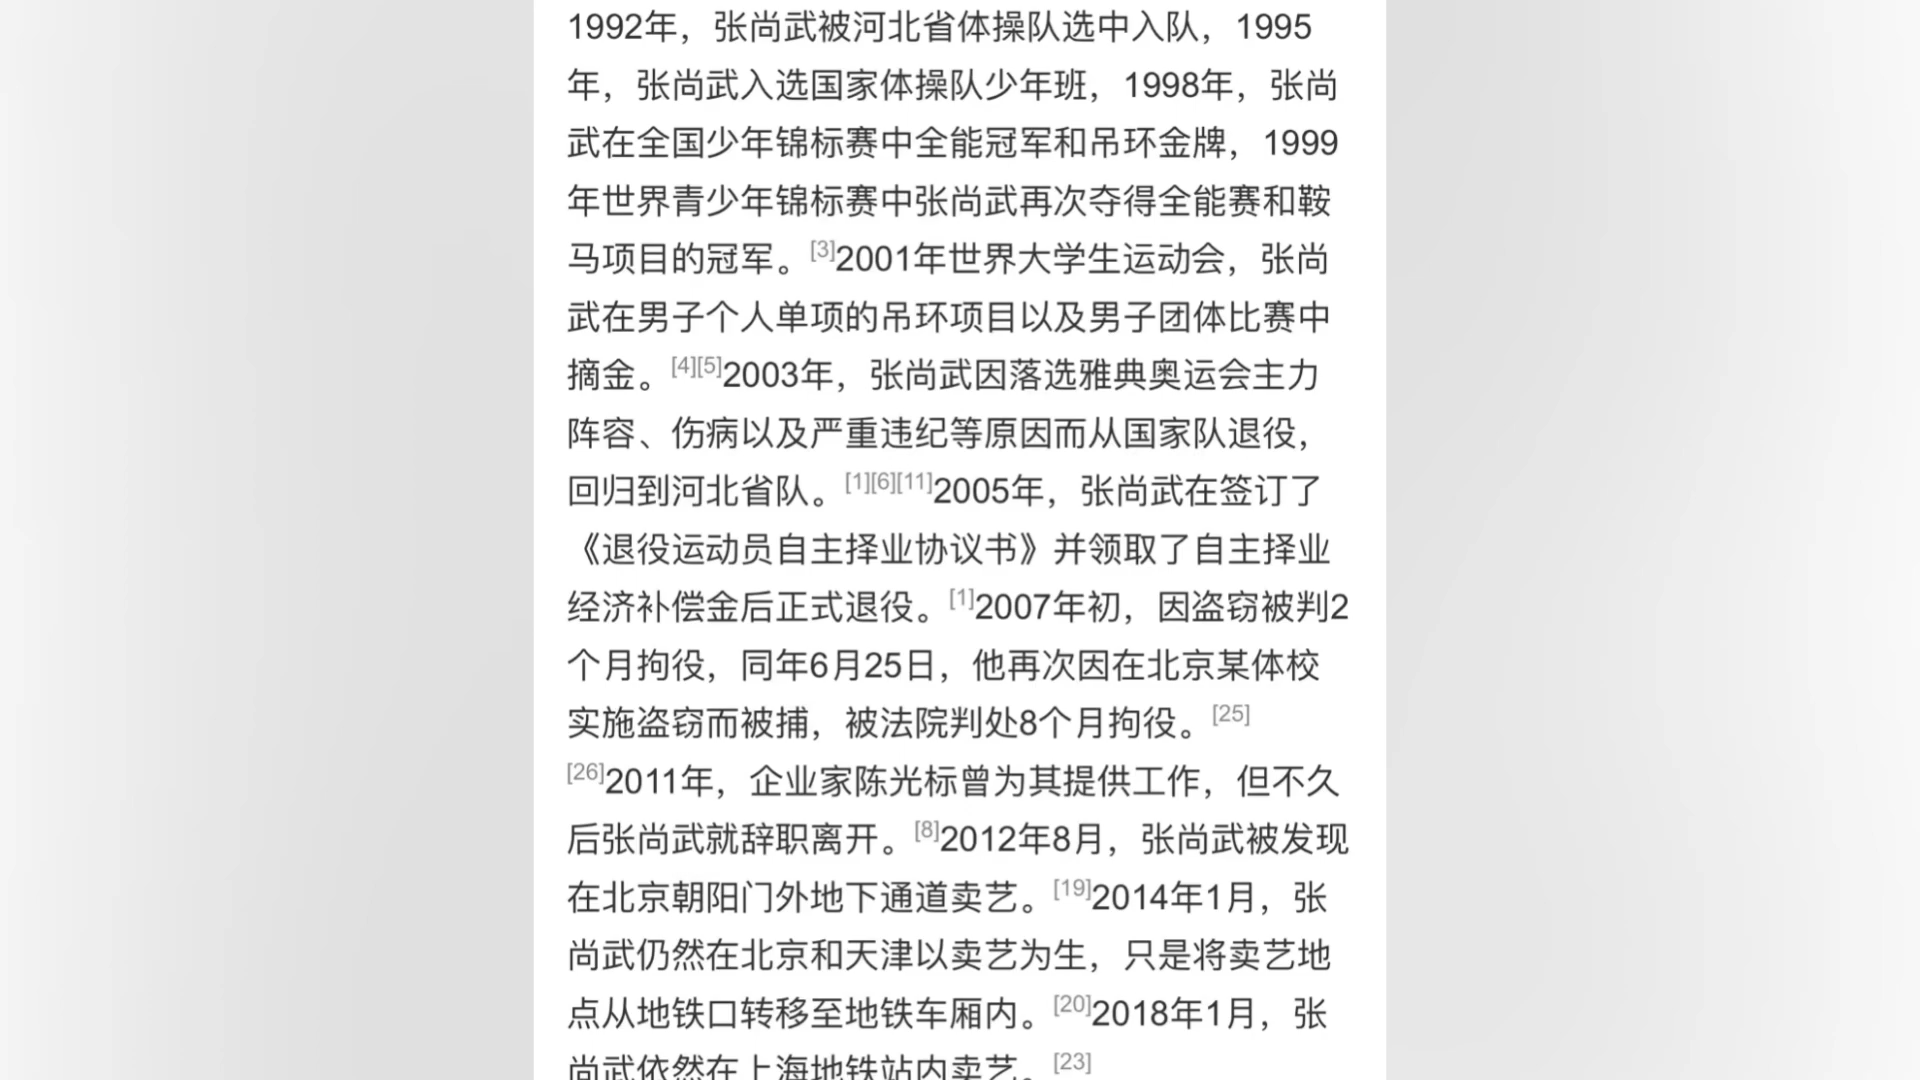 1992年，张尚武被河北省体操队选中入队，1995
年，张尚武入选国家体操队少年班，1998年，张尚
武在全国少年锦标赛中全能冠军和吊环金牌，1999
年世界青少年锦标赛中张尚武再次夺得全能赛和鞍
马项目的冠军。[3]2001年世界大学生运动会，张尚
武在男子个人单项的吊环项目以及男子团体比赛中
摘金。[4][5]2003年，张尚武因落选雅典奥运会主力
阵容、伤病以及严重违纪等原因而从国家队退役，
回归到河北省队。[1][6][11]2005年，张尚武在签订了
《退役运动员自主择业协议书》并领取了自主择业
经济补偿金后正式退役。[1]2007年初，因盗窃被判2
个月拘役，同年6月25日，他再次因在北京某体校
实施盗窃而被捕，被法院判处8个月拘役。[25]
[26]2011年，企业家陈光标曾为其提供工作，但不久
后张尚武就辞职离开。[8]2012年8月，张尚武被发现
在北京朝阳门外地下通道卖艺。[19]2014年1月，张
尚武仍然在北京和天津以卖艺为生，只是将卖艺地
点从地铁口转移至地铁车厢内。[20]2018年1月，张
尚武依然在上海地铁站内卖艺。[23]